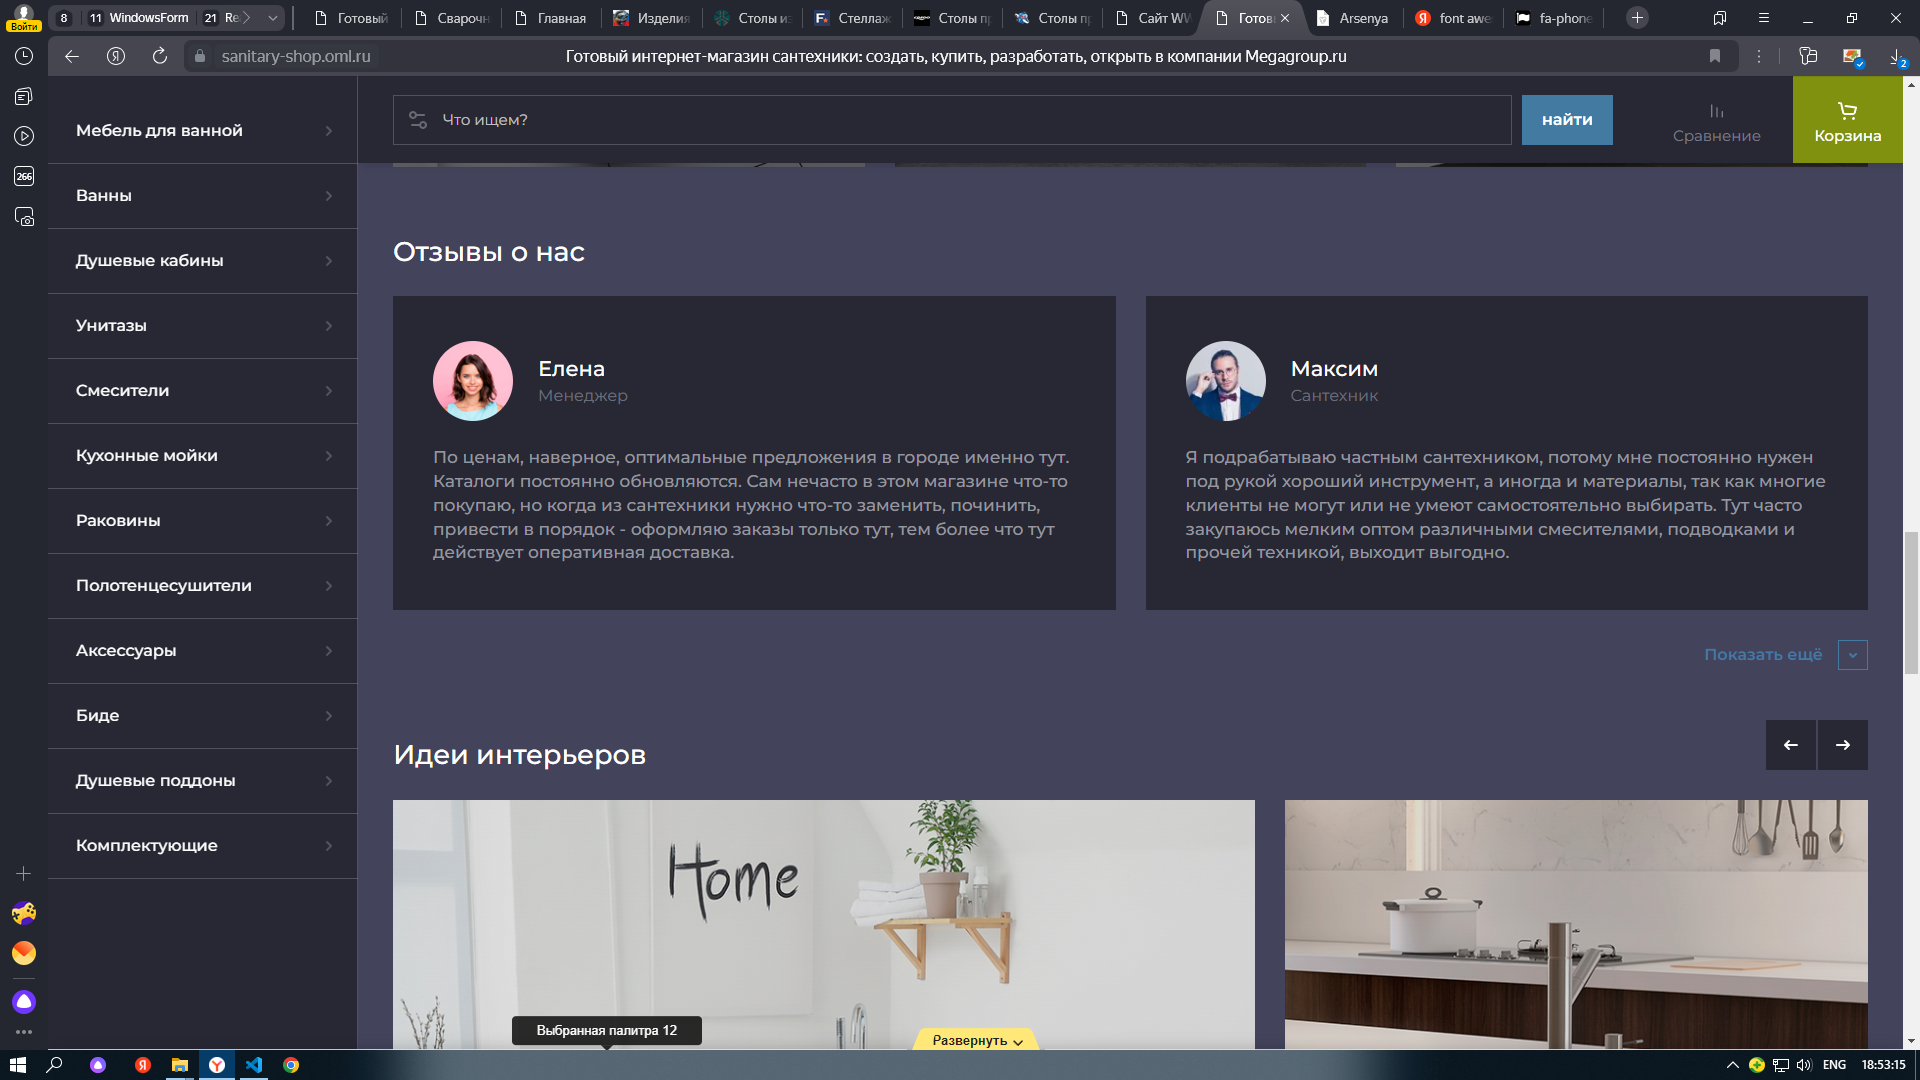 Войти
8
11 WindowsForm
21 Re
Готовый
Свароч
Главная
Изделия
Столы из
Стеллаж
Столы п
Столы п
Сайт WW
Готов
Arsenya
font awe
fa-phone
sanitary-shop.oml.ru
Готовый интернет-магазин сантехники: создать, купить, разработать, открыть в компании Megagroup.ru
2
266
Мебель для ванной
Ванны
Душевые кабины
Унитазы
Смесители
Кухонные мойки
Раковины
Полотенцесушители
Аксессуары
Биде
Душевые поддоны
Комплектующие
Что ищем?
найти
Сравнение
Корзина
Отзывы о нас
Елена
Менеджер
По ценам, наверное, оптимальные предложения в городе именно тут.
Каталоги постоянно обновляются. Сам нечасто в этом магазине что-то
покупаю, но когда из сантехники нужно что-то заменить, починить,
привести в порядок - оформляю заказы только тут, тем более что тут
действует оперативная доставка.
Максим
Сантехник
Я подрабатываю частным сантехником, потому мне постоянно нужен
под рукой хороший инструмент, а иногда и материалы, так как многие
клиенты не могут или не умеют самостоятельно выбирать. Тут часто
закупаюсь мелким оптом различными смесителями, подводками и
прочей техникой, выходит выгодно.
Показать ещё
Идеи интерьеров
Home
Выбранная палитра 12
Развернуть
ENG
18:53:15